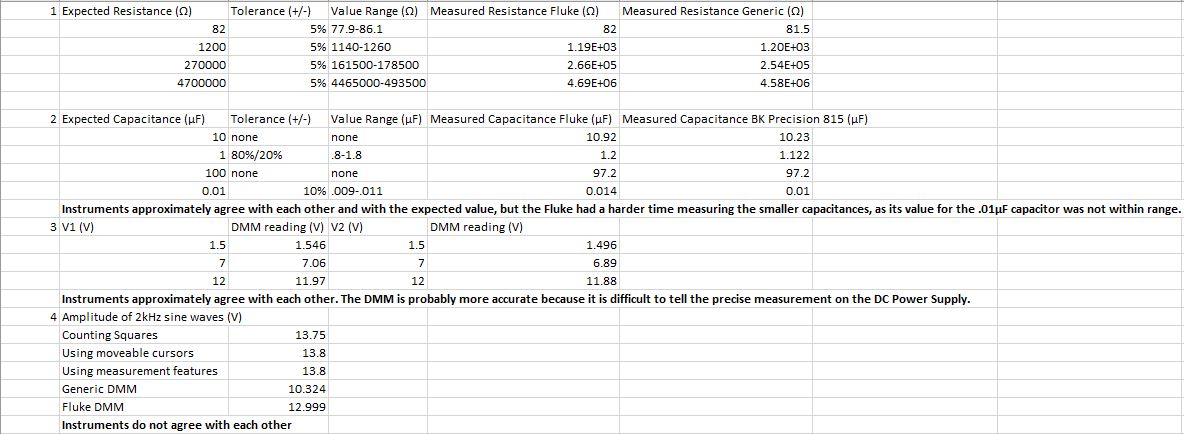 1 Expected Resistance (Ω) Tolerance (+/-) Value Range (Ω) Measured Resistance Fluke (Ω) Measured Resistance Generic (Ω)
82 5% 77.9-86.1 82 81.5
1200 5% 1140-1260 1.19E+03 1.20E+03
270000 5% 161500-178500 2.66E+05 2.54E+05
4700000 5% 4465000-493500 4.69E+06 4.58E+06
2 Expected Capacitance (µF) Tolerance (+/-) Value Range (µF) Measured Capacitance Fluke (µF) Measured Capacitance BK Precision 815 (µF)
10 none none 10.92 10.23
1 80%/20% .8-1.8 1.2 1.122
100 none none 97.2 97.2
0.01 10% .009-.011 0.014 0.01
Instruments approximately agree with each other and with the expected value, but the Fluke had a harder time measuring the smaller capacitances, as its value for the .01µF capacitor was not within range.
3 V1 (V) DMM reading (V) V2 (V) DMM reading (V)
1.5 1.546 1.5 1.496
7 7.06 7 6.89
12 11.97 12 11.88
Instruments approximately agree with each other. The DMM is probably more accurate because it is difficult to tell the precise measurement on the DC Power Supply.
4 Amplitude of 2kHz sine waves (V)
Counting Squares 13.75
Using moveable cursors 13.8
Using measurement features 13.8
Generic DMM 10.324
Fluke DMM 12.999
Instruments do not agree with each other